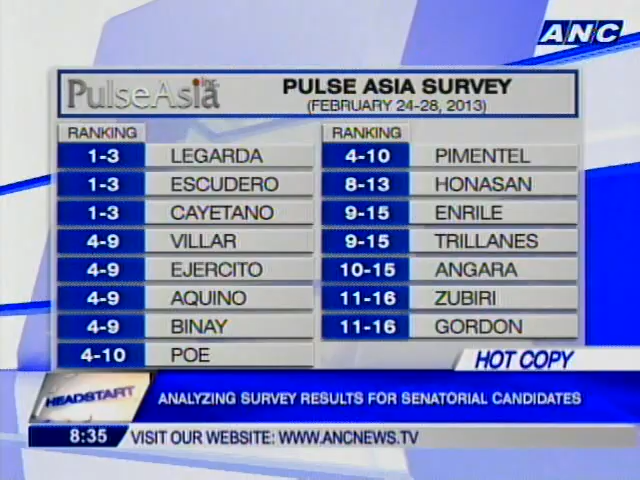 ANC
PulseAsia inc.
PULSE ASIA SURVEY
(FEBRUARY 24-28, 2013)
RANKING
1-3 LEGARDA
1-3 ESCUDERO
1-3 CAYETANO
4-9 VILLAR
4-9 EJERCITO
4-9 AQUINO
4-9 BINAY
4-10 POE
RANKING
4-10 PIMENTEL
8-13 HONASAN
9-15 ENRILE
9-15 TRILLANES
10-15 ANGARA
11-16 ZUBIRI
11-16 GORDON
HOT COPY
HEADSTART
ANALYZING SURVEY RESULTS FOR SENATORIAL CANDIDATES
8:35 VISIT OUR WEBSITE: WWW.ANCNEWS.TV